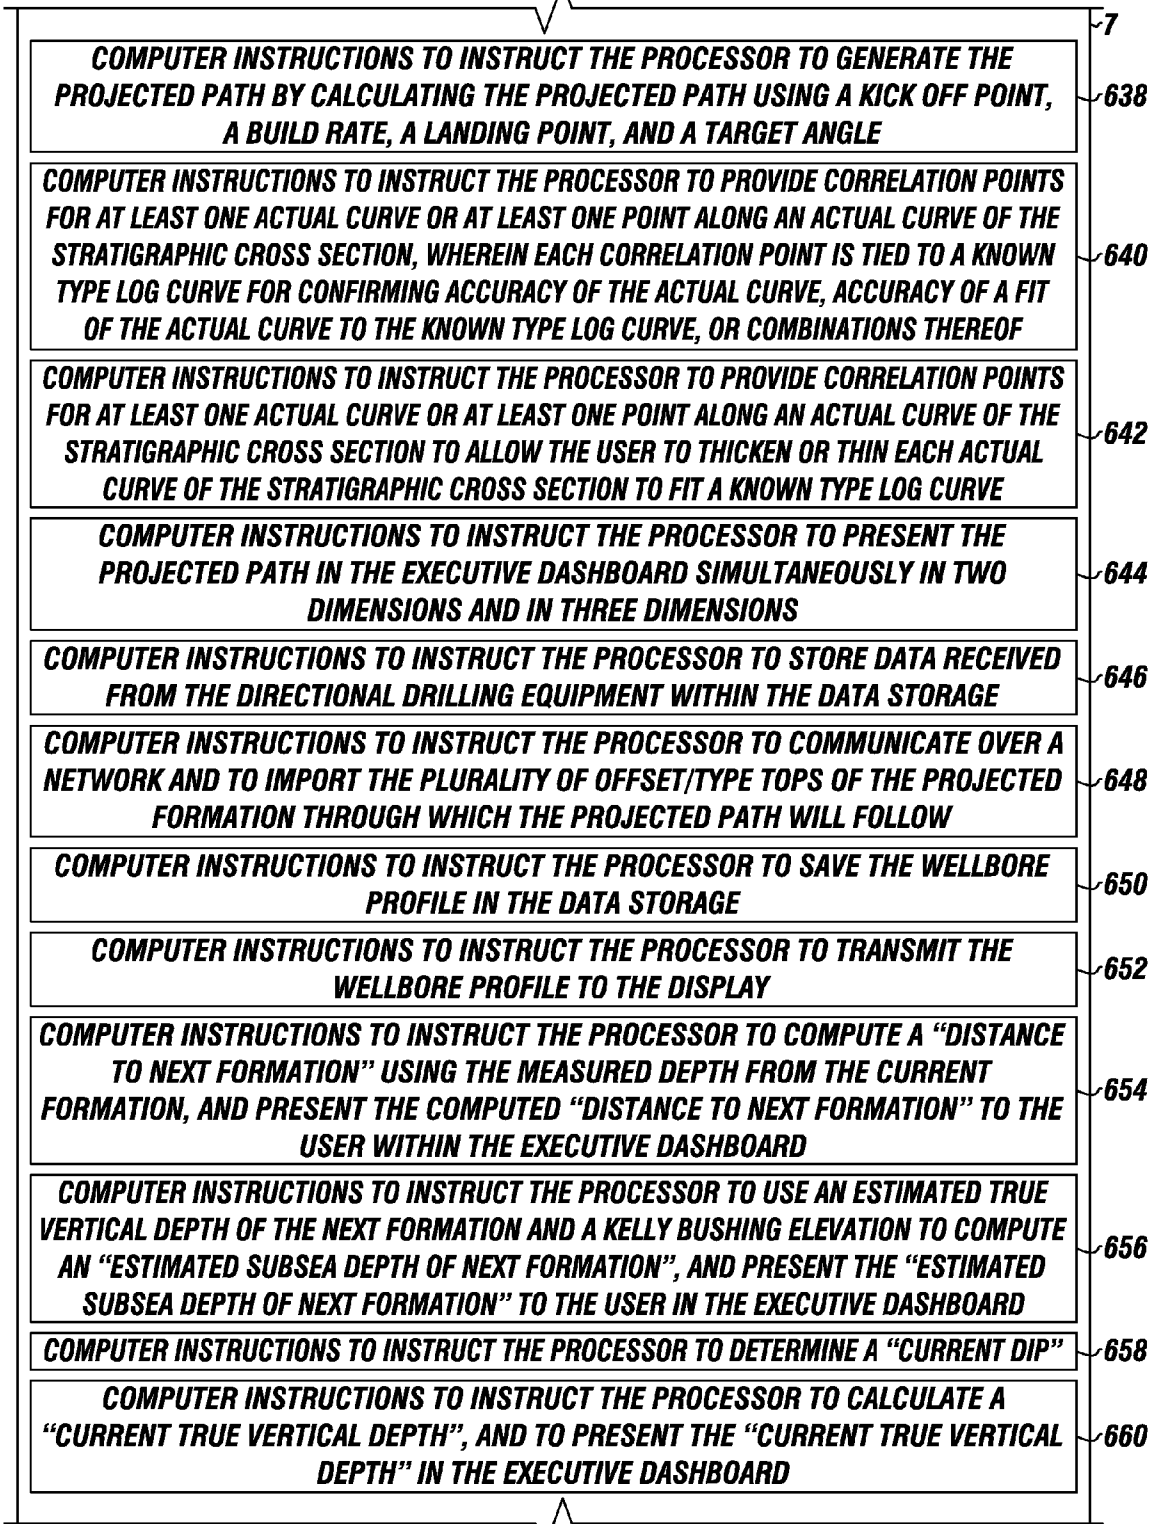 7
COMPUTER INSTRUCTIONS TO INSTRUCT THE PROCESSOR TO GENERATE THE
PROJECTED PATH BY CALCULATING THE PROJECTED PATH USING A KICK OFF POINT,
A BUILD RATE, A LANDING POINT, AND A TARGET ANGLE
638
COMPUTER INSTRUCTIONS TO INSTRUCT THE PROCESSOR TO PROVIDE CORRELATION POINTS
FOR AT LEAST ONE ACTUAL CURVE OR AT LEAST ONE POINT ALONG AN ACTUAL CURVE OF THE
STRATIGRAPHIC CROSS SECTION, WHEREIN EACH CORRELATION POINT IS TIED TO A KNOWN
TYPE LOG CURVE FOR CONFIRMING ACCURACY OF THE ACTUAL CURVE, ACCURACY OF A FIT
OF THE ACTUAL CURVE TO THE KNOWN TYPE LOG CURVE, OR COMBINATIONS THEREOF
640
COMPUTER INSTRUCTIONS TO INSTRUCT THE PROCESSOR TO PROVIDE CORRELATION POINTS
FOR AT LEAST ONE ACTUAL CURVE OR AT LEAST ONE POINT ALONG AN ACTUAL CURVE OF THE
STRATIGRAPHIC CROSS SECTION TO ALLOW THE USER TO THICKEN OR THIN EACH ACTUAL
CURVE OF THE STRATIGRAPHIC CROSS SECTION TO FIT A KNOWN TYPE LOG CURVE
642
COMPUTER INSTRUCTIONS TO INSTRUCT THE PROCESSOR TO PRESENT THE
PROJECTED PATH IN THE EXECUTIVE DASHBOARD SIMULTANEOUSLY IN TWO
DIMENSIONS AND IN THREE DIMENSIONS
644
COMPUTER INSTRUCTIONS TO INSTRUCT THE PROCESSOR TO STORE DATA RECEIVED
FROM THE DIRECTIONAL DRILLING EQUIPMENT WITHIN THE DATA STORAGE
646
COMPUTER INSTRUCTIONS TO INSTRUCT THE PROCESSOR TO COMMUNICATE OVER A
NETWORK AND TO IMPORT THE PLURALITY OF OFFSET/TYPE TOPS OF THE PROJECTED
FORMATION THROUGH WHICH THE PROJECTED PATH WILL FOLLOW
648
COMPUTER INSTRUCTIONS TO INSTRUCT THE PROCESSOR TO SAVE THE WELLBORE
PROFILE IN THE DATA STORAGE
650
COMPUTER INSTRUCTIONS TO INSTRUCT THE PROCESSOR TO TRANSMIT THE
WELLBORE PROFILE TO THE DISPLAY
652
COMPUTER INSTRUCTIONS TO INSTRUCT THE PROCESSOR TO COMPUTE A “DISTANCE
TO NEXT FORMATION” USING THE MEASURED DEPTH FROM THE CURRENT
FORMATION, AND PRESENT THE COMPUTED “DISTANCE TO NEXT FORMATION” TO THE
USER WITHIN THE EXECUTIVE DASHBOARD
654
COMPUTER INSTRUCTIONS TO INSTRUCT THE PROCESSOR TO USE AN ESTIMATED TRUE
VERTICAL DEPTH OF THE NEXT FORMATION AND A KELLY BUSHING ELEVATION TO COMPUTE
AN “ESTIMATED SUBSEA DEPTH OF NEXT FORMATION”, AND PRESENT THE “ESTIMATED
SUBSEA DEPTH OF NEXT FORMATION” TO THE USER IN THE EXECUTIVE DASHBOARD
656
COMPUTER INSTRUCTIONS TO INSTRUCT THE PROCESSOR TO DETERMINE A “CURRENT DIP”
658
COMPUTER INSTRUCTIONS TO INSTRUCT THE PROCESSOR TO CALCULATE A
“CURRENT TRUE VERTICAL DEPTH”, AND TO PRESENT THE “CURRENT TRUE VERTICAL
DEPTH” IN THE EXECUTIVE DASHBOARD
660